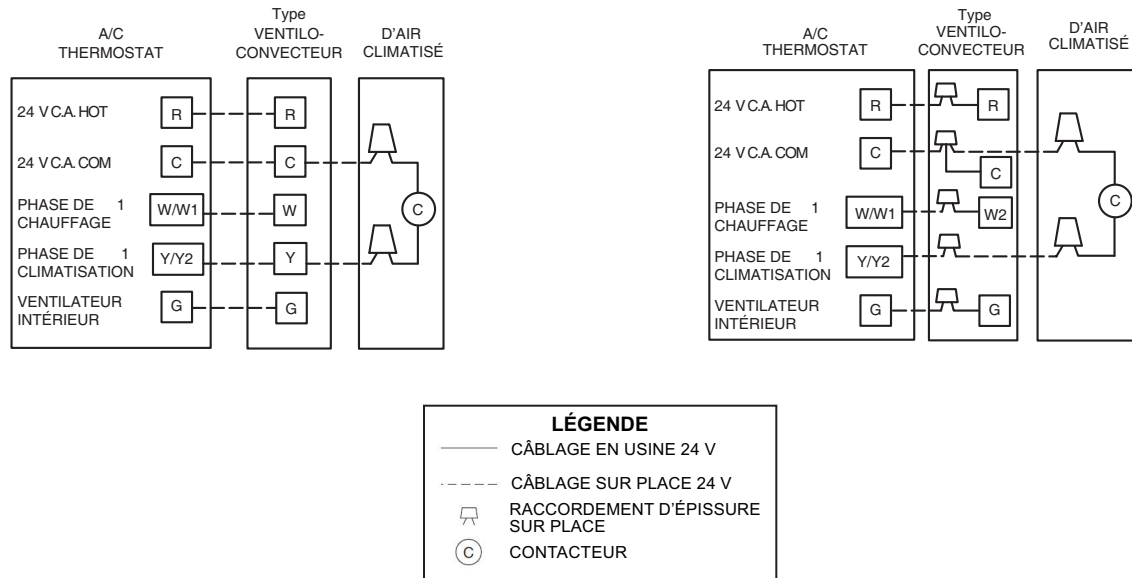 A/C
THERMOSTAT
Type
VENTILO-
CONVECTEUR
D'AIR
CLIMATISÉ
24 V C.A. HOT
R
R
24 V C.A. COM
C
C
PHASE DE 1
CHAUFFAGE
W/W1
W
C
PHASE DE 1
CLIMATISATION
Y/Y2
Y
VENTILATEUR
INTÉRIEUR
G
G
A/C
THERMOSTAT
Type
VENTILO-
CONVECTEUR
D'AIR
CLIMATISÉ
24 V C.A. HOT
R
R
24 V C.A. COM
C
C
PHASE DE 1
CHAUFFAGE
W/W1
W2
C
PHASE DE 1
CLIMATISATION
Y/Y2
VENTILATEUR
INTÉRIEUR
G
G
LÉGENDE
CÂBLAGE EN USINE 24 V
CÂBLAGE SUR PLACE 24 V
RACCORDEMENT D'ÉPISSURE
SUR PLACE
C CONTACTEUR